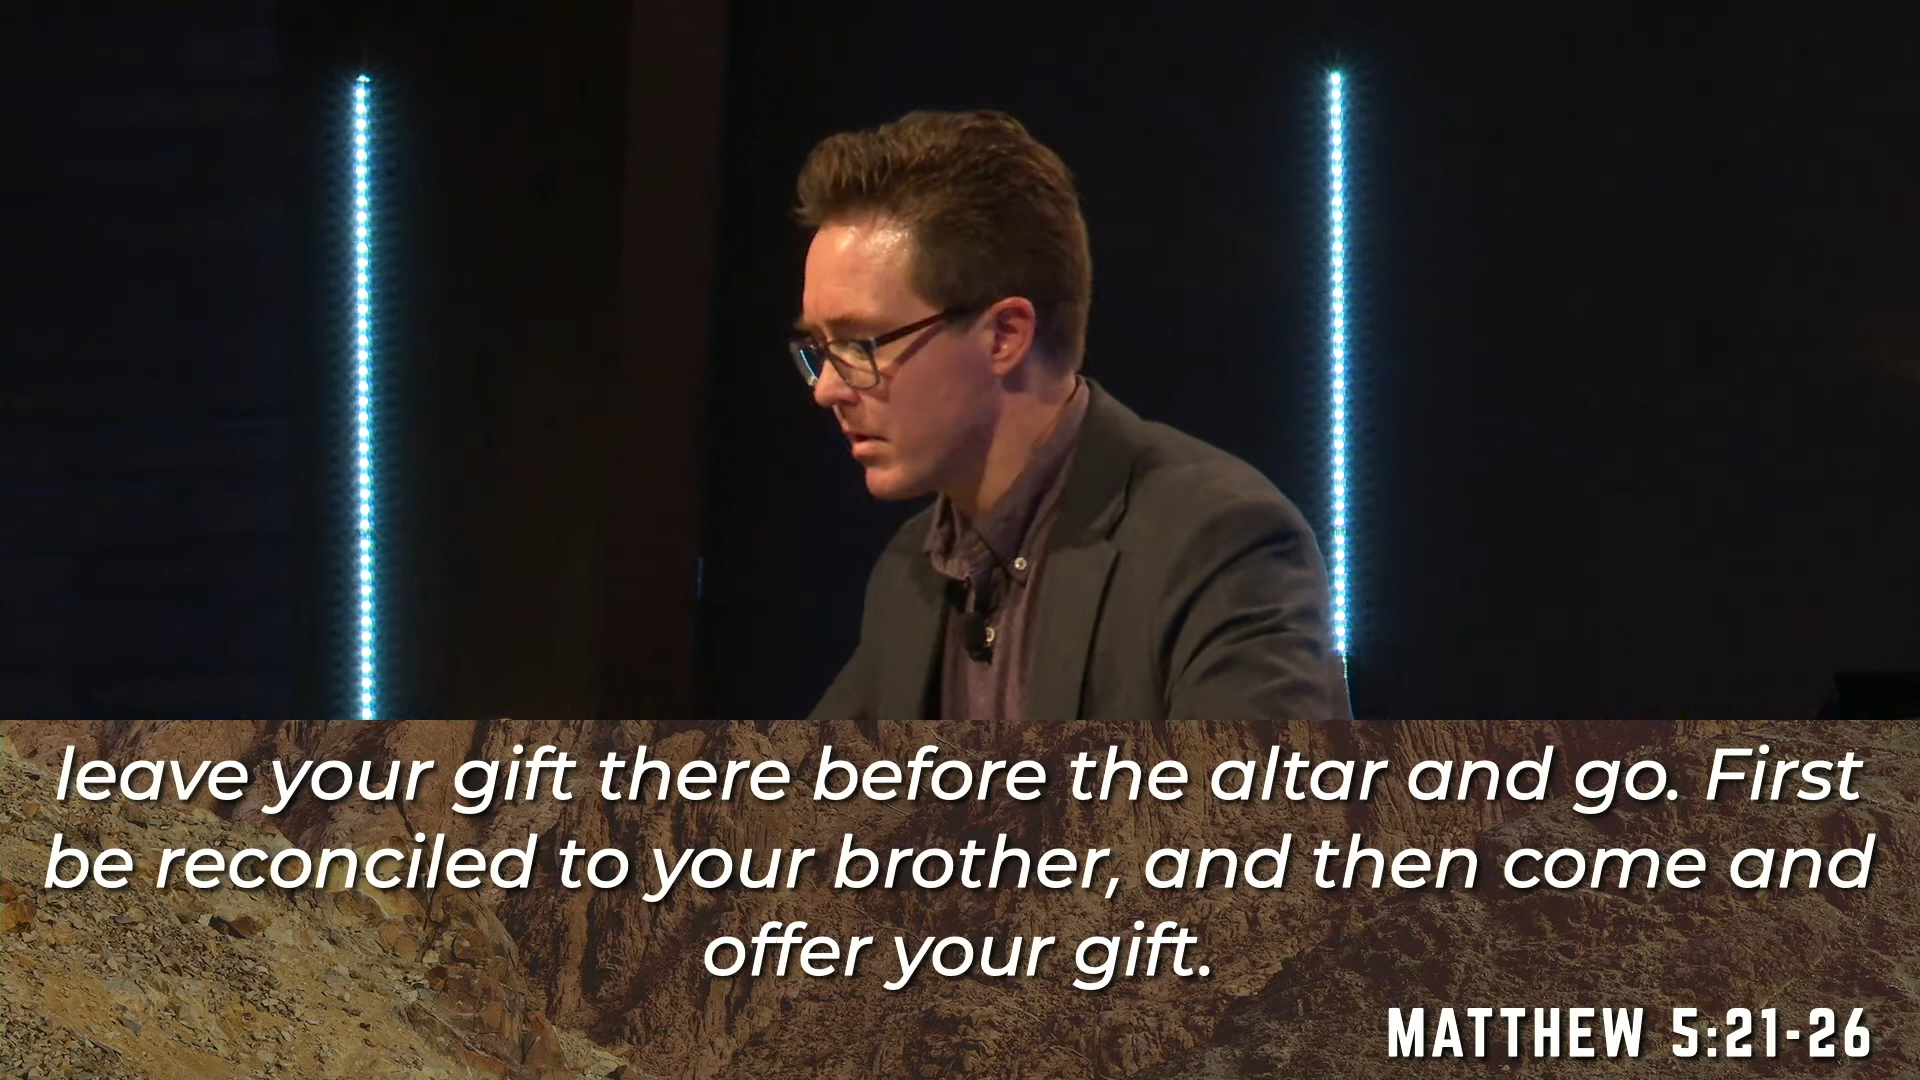 leave your gift there before the altar and go. First
be reconciled to your brother, and then come and
offer your gift.
MATTHEW 5:21-26